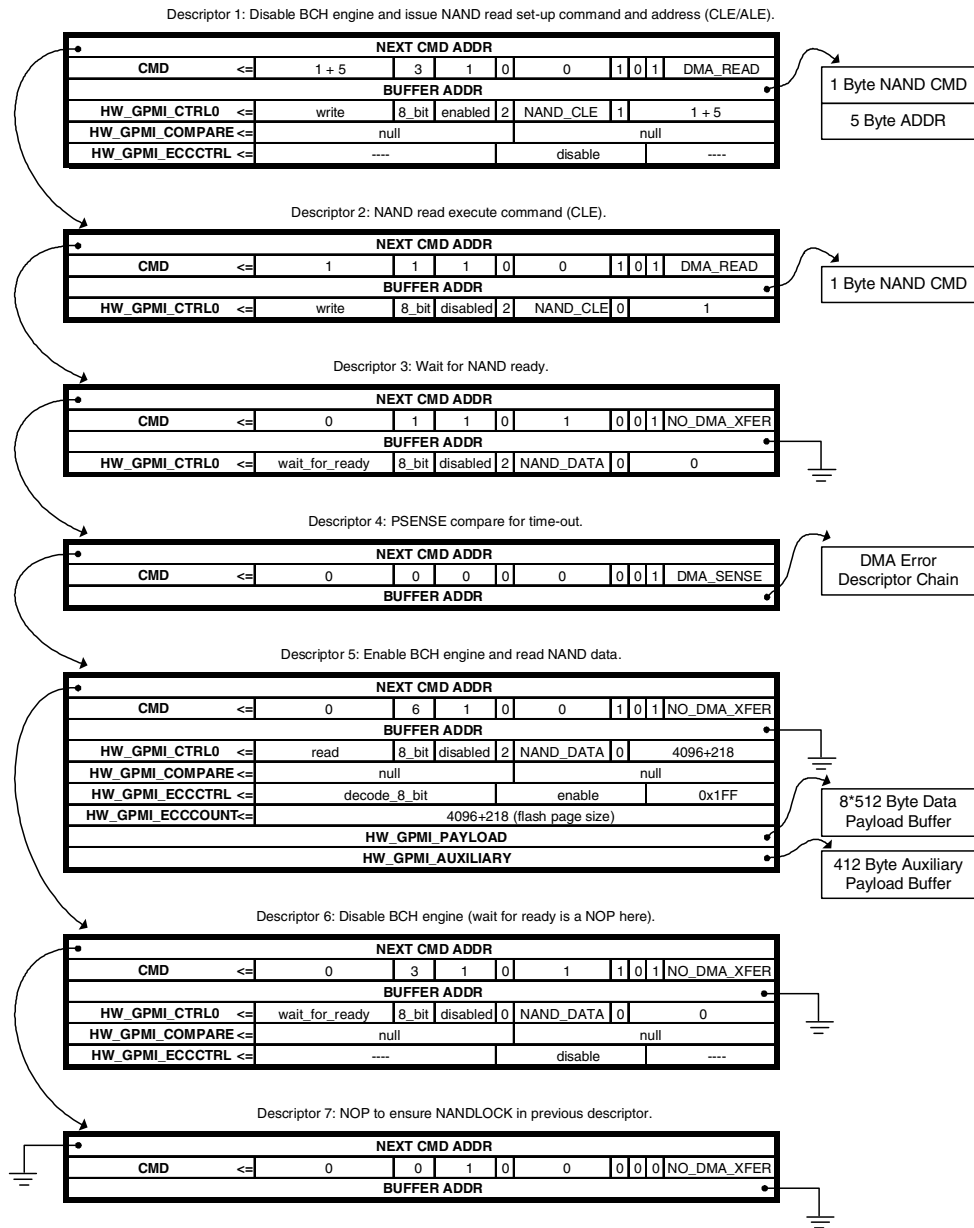 Descriptor 1: Disable BCH engine and issue NAND read set-up command and address (CLE/ALE).
NEXT CMD ADDR
CMD <= 1 + 5 3 1 0 0 1 0 1 DMA_READ
BUFFER ADDR
HW_GPMI_CTRL0 <= write 8_bit enabled 2 NAND_CLE 1 1 + 5
HW_GPMI_COMPARE <= null null
HW_GPMI_ECCCTRL <= ---- disable ----
1 Byte NAND CMD
5 Byte ADDR
Descriptor 2: NAND read execute command (CLE).
NEXT CMD ADDR
CMD <= 1 1 1 0 0 1 0 1 DMA_READ
BUFFER ADDR
HW_GPMI_CTRL0 <= write 8_bit disabled 2 NAND_CLE 0 1
1 Byte NAND CMD
Descriptor 3: Wait for NAND ready.
NEXT CMD ADDR
CMD <= 0 1 1 0 1 0 0 1 NO_DMA_XFER
BUFFER ADDR
HW_GPMI_CTRL0 <= wait_for_ready 8_bit disabled 2 NAND_DATA 0 0
Descriptor 4: PSENSE compare for time-out.
NEXT CMD ADDR
CMD <= 0 0 0 0 0 0 0 1 DMA_SENSE
BUFFER ADDR
DMA Error
Descriptor Chain
Descriptor 5: Enable BCH engine and read NAND data.
NEXT CMD ADDR
CMD <= 0 6 1 0 0 1 0 1 NO_DMA_XFER
BUFFER ADDR
HW_GPMI_CTRL0 <= read 8_bit disabled 2 NAND_DATA 0 4096+218
HW_GPMI_COMPARE <= null null
HW_GPMI_ECCCTRL <= decode_8_bit enable 0x1FF
HW_GPMI_ECCCOUNT<= 4096+218 (flash page size)
HW_GPMI_PAYLOAD
HW_GPMI_AUXILIARY
8*512 Byte Data
Payload Buffer
412 Byte Auxiliary
Payload Buffer
Descriptor 6: Disable BCH engine (wait for ready is a NOP here).
NEXT CMD ADDR
CMD <= 0 3 1 0 1 1 0 1 NO_DMA_XFER
BUFFER ADDR
HW_GPMI_CTRL0 <= wait_for_ready 8_bit disabled 0 NAND_DATA 0 0
HW_GPMI_COMPARE <= null null
HW_GPMI_ECCCTRL <= ---- disable ----
Descriptor 7: NOP to ensure NANDLOCK in previous descriptor.
NEXT CMD ADDR
CMD <= 0 0 1 0 0 0 0 0 NO_DMA_XFER
BUFFER ADDR